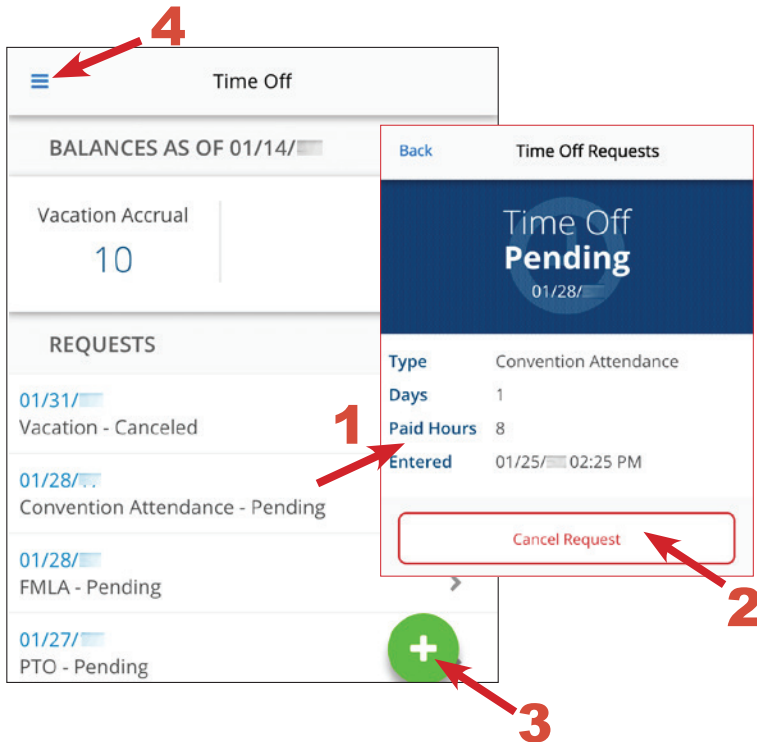 4
Time Off
BALANCES AS OF 01/14/
Vacation Accrual
10
REQUESTS
01/31/
Vacation - Canceled
01/28/
Convention Attendance - Pending
01/28/
FMLA - Pending
01/27/
PTO - Pending
Back Time Off Requests
Time Off
Pending
01/28/
Type Convention Attendance
Days 1
Paid Hours 8
Entered 01/25/ 02:25 PM
Cancel Request
1
2
3